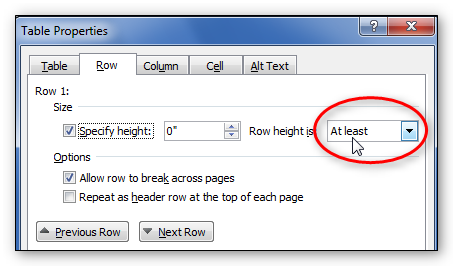 Table Properties
?
Table Row Column Cell Alt Text
Row 1:
Size
Specify height: 0" Row height is At least
Options
Allow row to break across pages
Repeat as header row at the top of each page
Previous Row Next Row